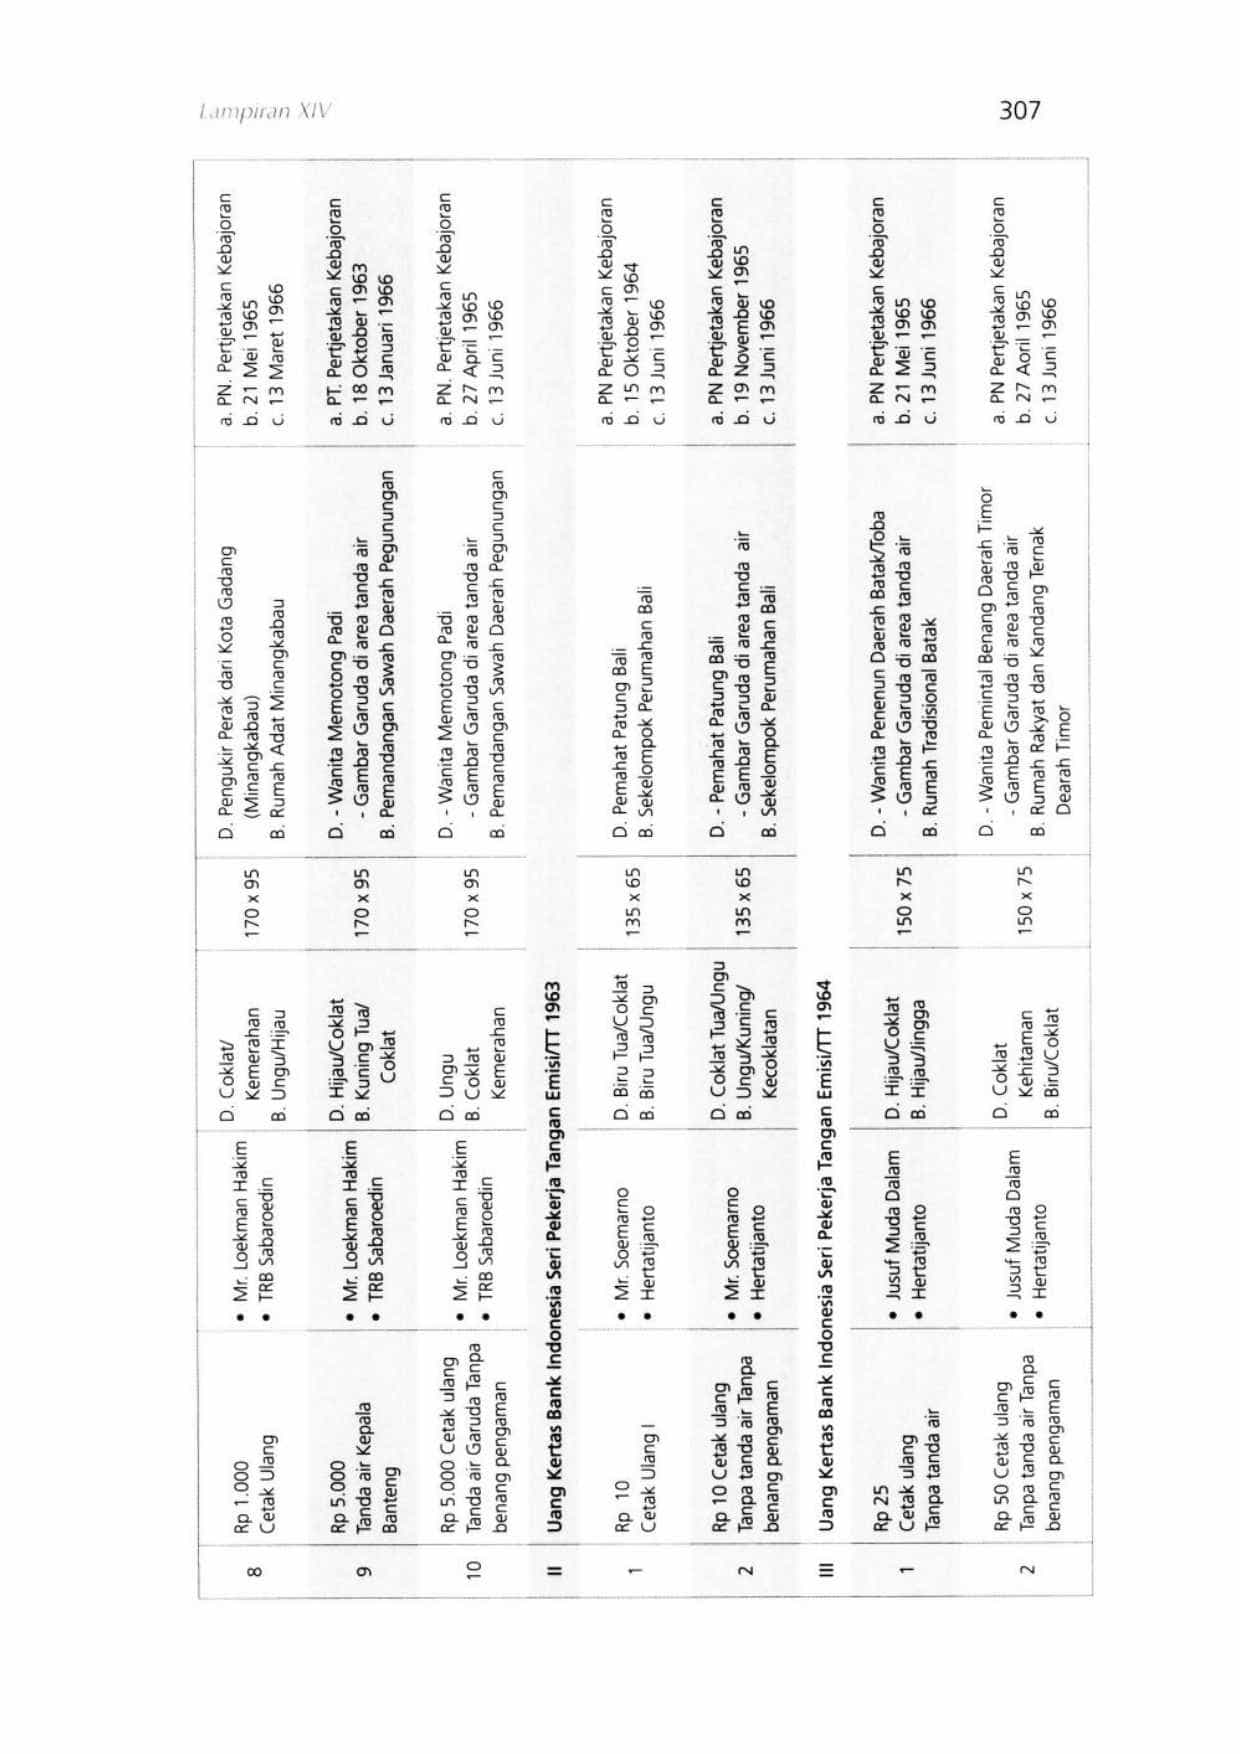 Lampiran XIV
307
8
Rp 1.000
Cetak Ulang
• Mr. Loekman Hakim
• TRB Sabaroedin
D. Coklat/
Kemerahan
B. Ungu/Hijau
170 x 95
D. Pengukir Perak dari Kota Gadang
(Minangkabau)
B. Rumah Adat Minangkabau
a. PN. Pertjetakan Kebajoran
b. 21 Mei 1965
c. 13 Maret 1966
9
Rp 5.000
Tanda air Kepala
Banteng
• Mr. Loekman Hakim
• TRB Sabaroedin
D. Hijau/Coklat
B. Kuning Tua/
Coklat
170 x 95
D. - Wanita Memotong Padi
- Gambar Garuda di area tanda air
B. Pemandangan Sawah Daerah Pegunungan
a. PT. Pertjetakan Kebajoran
b. 18 Oktober 1963
c. 13 Januari 1966
10
Rp 5.000 Cetak ulang
Tanda air Garuda Tanpa
benang pengaman
• Mr. Loekman Hakim
• TRB Sabaroedin
D. Ungu
B. Coklat
Kemerahan
170 x 95
D. - Wanita Memotong Padi
- Gambar Garuda di area tanda air
B. Pemandangan Sawah Daerah Pegunungan
a. PN. Pertjetakan Kebajoran
b. 27 April 1965
c. 13 Juni 1966
II
Uang Kertas Bank Indonesia Seri Pekerja Tangan Emisi/TT 1963
1
Rp 10
Cetak Ulang I
• Mr. Soemarno
• Hertatijanto
D. Biru Tua/Coklat
B. Biru Tua/Ungu
135 x 65
D. Pemahat Patung Bali
B. Sekelompok Perumahan Bali
a. PN Pertjetakan Kebajoran
b. 15 Oktober 1964
c. 13 Juni 1966
2
Rp 10 Cetak ulang
Tanpa tanda air Tanpa
benang pengaman
• Mr. Soemarno
• Hertatijanto
D. Coklat Tua/Ungu
B. Ungu/Kuning/
Kecoklatan
135 x 65
D. - Pemahat Patung Bali
- Gambar Garuda di area tanda air
B. Sekelompok Perumahan Bali
a. PN Pertjetakan Kebajoran
b. 19 November 1965
c. 13 Juni 1966
III
Uang Kertas Bank Indonesia Seri Pekerja Tangan Emisi/TT 1964
1
Rp 25
Cetak ulang
Tanpa tanda air
• Jusuf Muda Dalam
• Hertatijanto
D. Hijau/Coklat
B. Hijau/Jingga
150 x 75
D. - Wanita Penenun Daerah Batak/Toba
- Gambar Garuda di area tanda air
B. Rumah Tradisional Batak
a. PN Pertjetakan Kebajoran
b. 21 Mei 1965
c. 13 Juni 1966
2
Rp 50 Cetak ulang
Tanpa tanda air Tanpa
benang pengaman
• Jusuf Muda Dalam
• Hertatijanto
D. Coklat
Kehitaman
B. Biru/Coklat
150 x 75
D. - Wanita Pemintal Benang Daerah Timor
- Gambar Garuda di area tanda air
B. Rumah Rakyat dan Kandang Ternak
Dearah Timor
a. PN Pertjetakan Kebajoran
b. 27 Aoril 1965
c. 13 Juni 1966